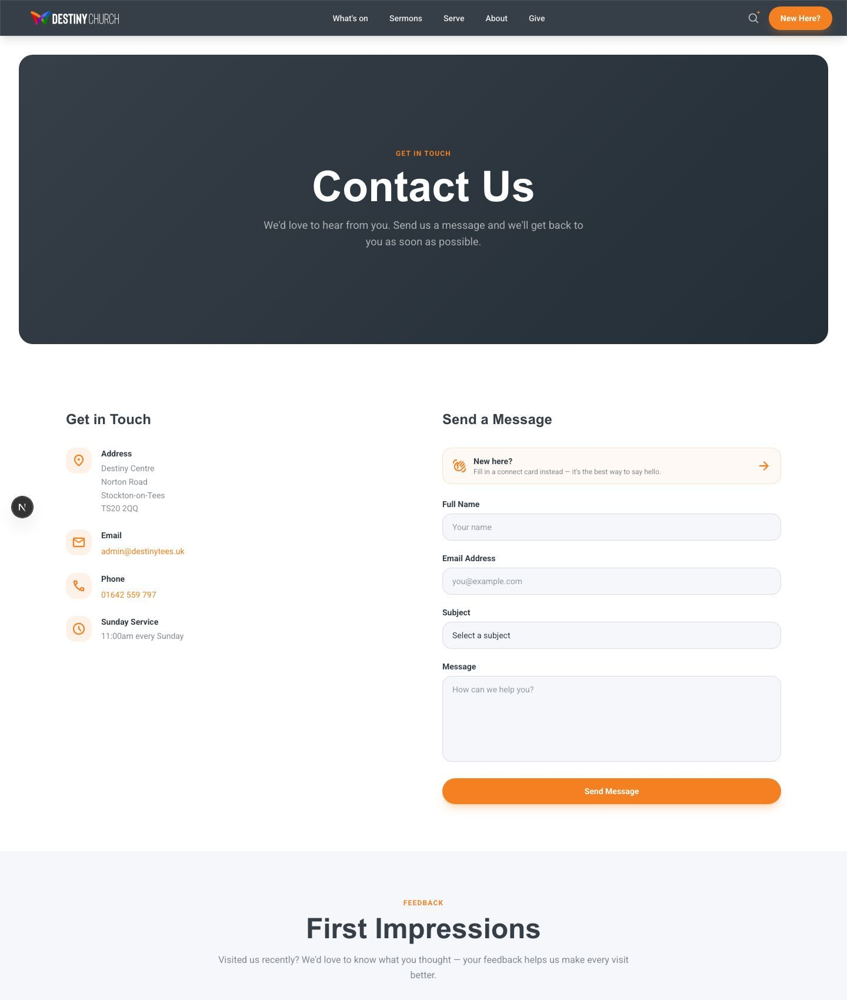 DESTINY CHURCH
What's on
Sermons
Serve
About
Give
New Here?
GET IN TOUCH
Contact Us
We'd love to hear from you. Send us a message and we'll get back to
you as soon as possible.
Get in Touch
Address
Destiny Centre
Norton Road
Stockton-on-Tees
TS20 2QQ
Email
admin@destinytees.uk
Phone
01642 559 797
Sunday Service
11:00am every Sunday
Send a Message
New here?
Fill in a connect card instead — it's the best way to say hello.
Full Name
Your name
Email Address
you@example.com
Subject
Select a subject
Message
How can we help you?
Send Message
N
FEEDBACK
First Impressions
Visited us recently? We'd love to know what you thought — your feedback helps us make every visit
better.